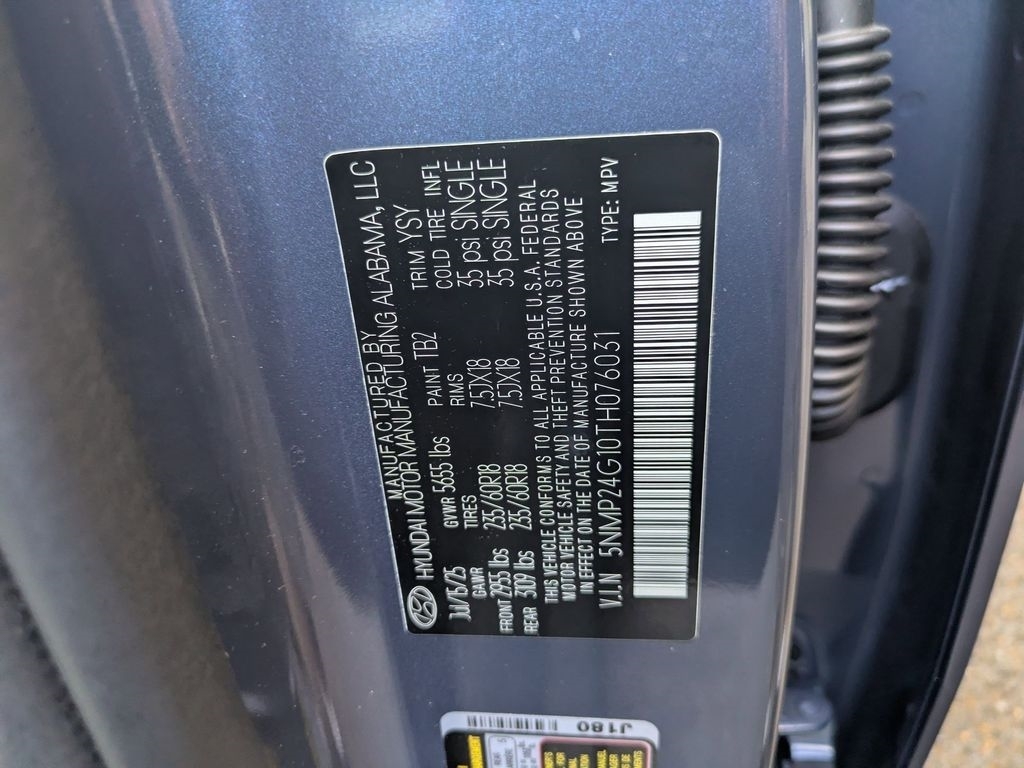 MANUFACTURED BY
HYUNDAI MOTOR MANUFACTURING ALABAMA, LLC
JUL/15/25 GVWR 5655 lbs PAINT TB2 TRIM YSY
GAWR TIRES RIMS COLD TIRE INFL
FRONT 2955 lbs 235/60R18 7.5JX18 35 psi SINGLE
REAR 3109 lbs 235/60R18 7.5JX18 35 psi SINGLE
THIS VEHICLE CONFORMS TO ALL APPLICABLE U.S.A. FEDERAL
MOTOR VEHICLE SAFETY AND THEFT PREVENTION STANDARDS
IN EFFECT ON THE DATE OF MANUFACTURE SHOWN ABOVE
V.I.N 5NMP24G10TH076031 TYPE: MPV
J180